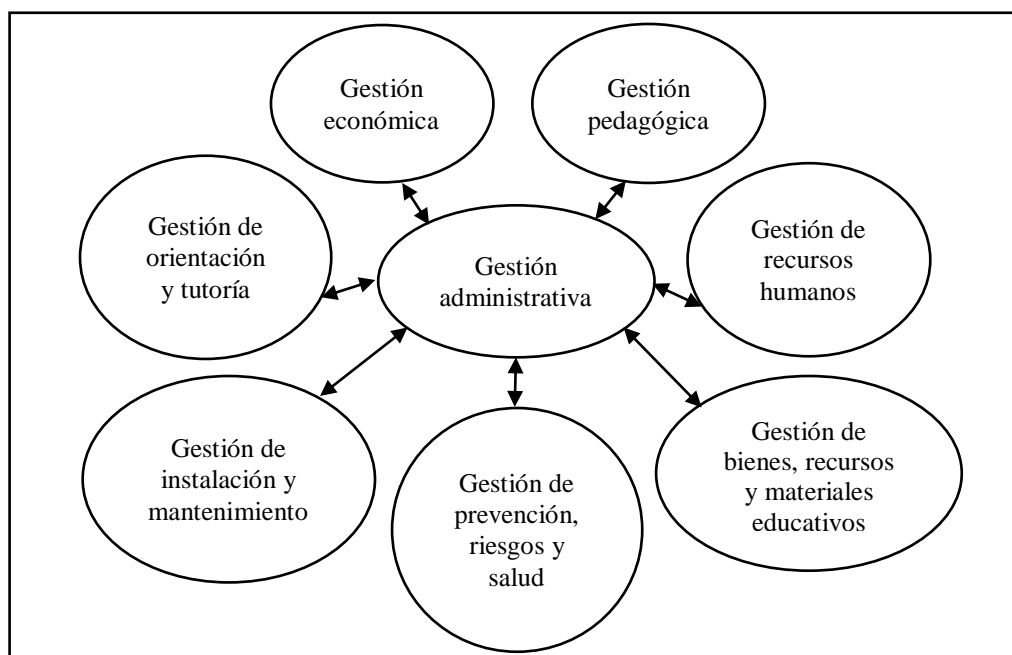 Gestión
económica
Gestión
pedagógica
Gestión de
orientación
y tutoría
Gestión
administrativa
Gestión de
recursos
humanos
Gestión de
instalación y
mantenimiento
Gestión de
prevención,
riesgos y
salud
Gestión de
bienes, recursos
y materiales
educativos